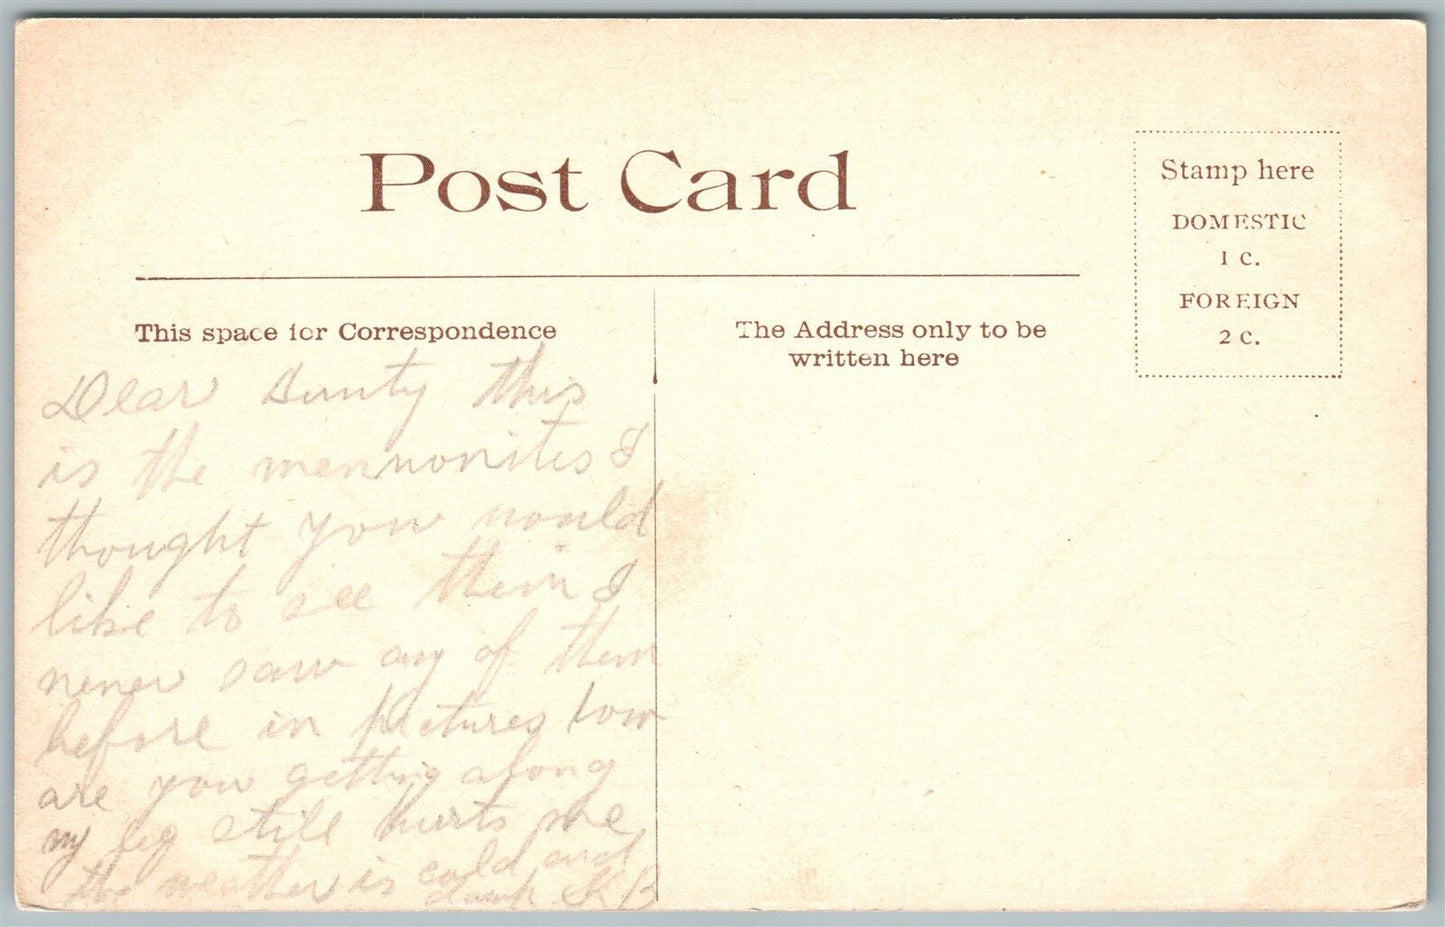 Post Card
Stamp here
DOMESTIC
1 C.
FOREIGN
2 C.
This space for Correspondence
The Address only to be
written here
Dear Aunty this
is the mennonites I
thought you would
like to see them I
never saw any of them
before in pictures how
are you getting along
my leg still hurts me
the weather is cold and
damp